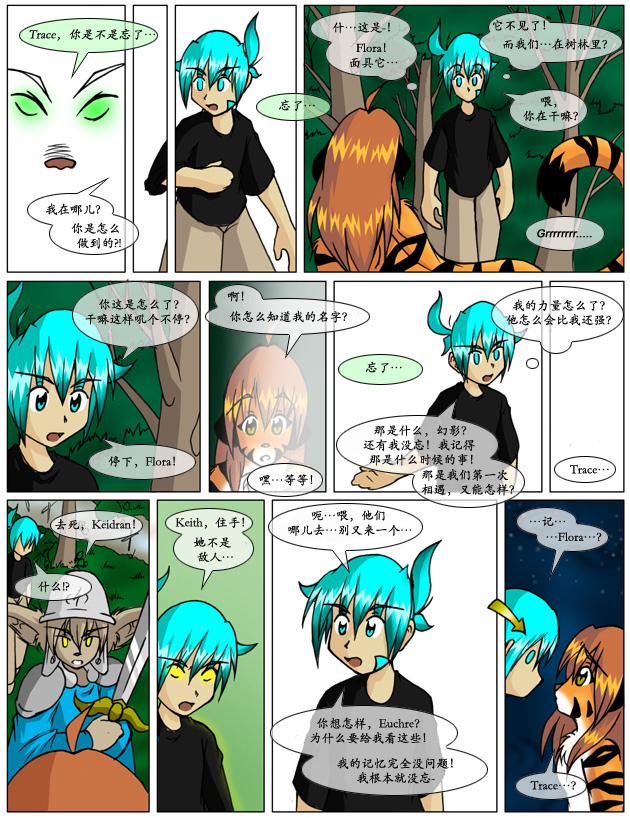 Trace，你是不是忘了…
我在哪儿？
你是怎么
做到的?!
忘了…
什…这是-！
Flora！
面具它…
它不见了！
而我们…在树林里？
喂，
你在干嘛？
Grrrrrrrr.....
你这是怎么了？
干嘛这样吼个不停？
停下，Flora！
啊！
你怎么知道我的名字？
嘿…等等！
忘了…
我的力量怎么了？
他怎么会比我还强？
那是什么，幻影？
还有我没忘！我记得
那是什么时候的事！
那是我们第一次
相遇，又能怎样？
Trace…
去死，Keidran！
什么!?
Keith，住手！
她不是
敌人…
呃…喂，他们
哪儿去…别又来一个…
你想怎样，Euchre？
为什么要给我看这些！
我的记忆完全没问题！
我根本就没忘-
记…
…Flora…？
Trace…？